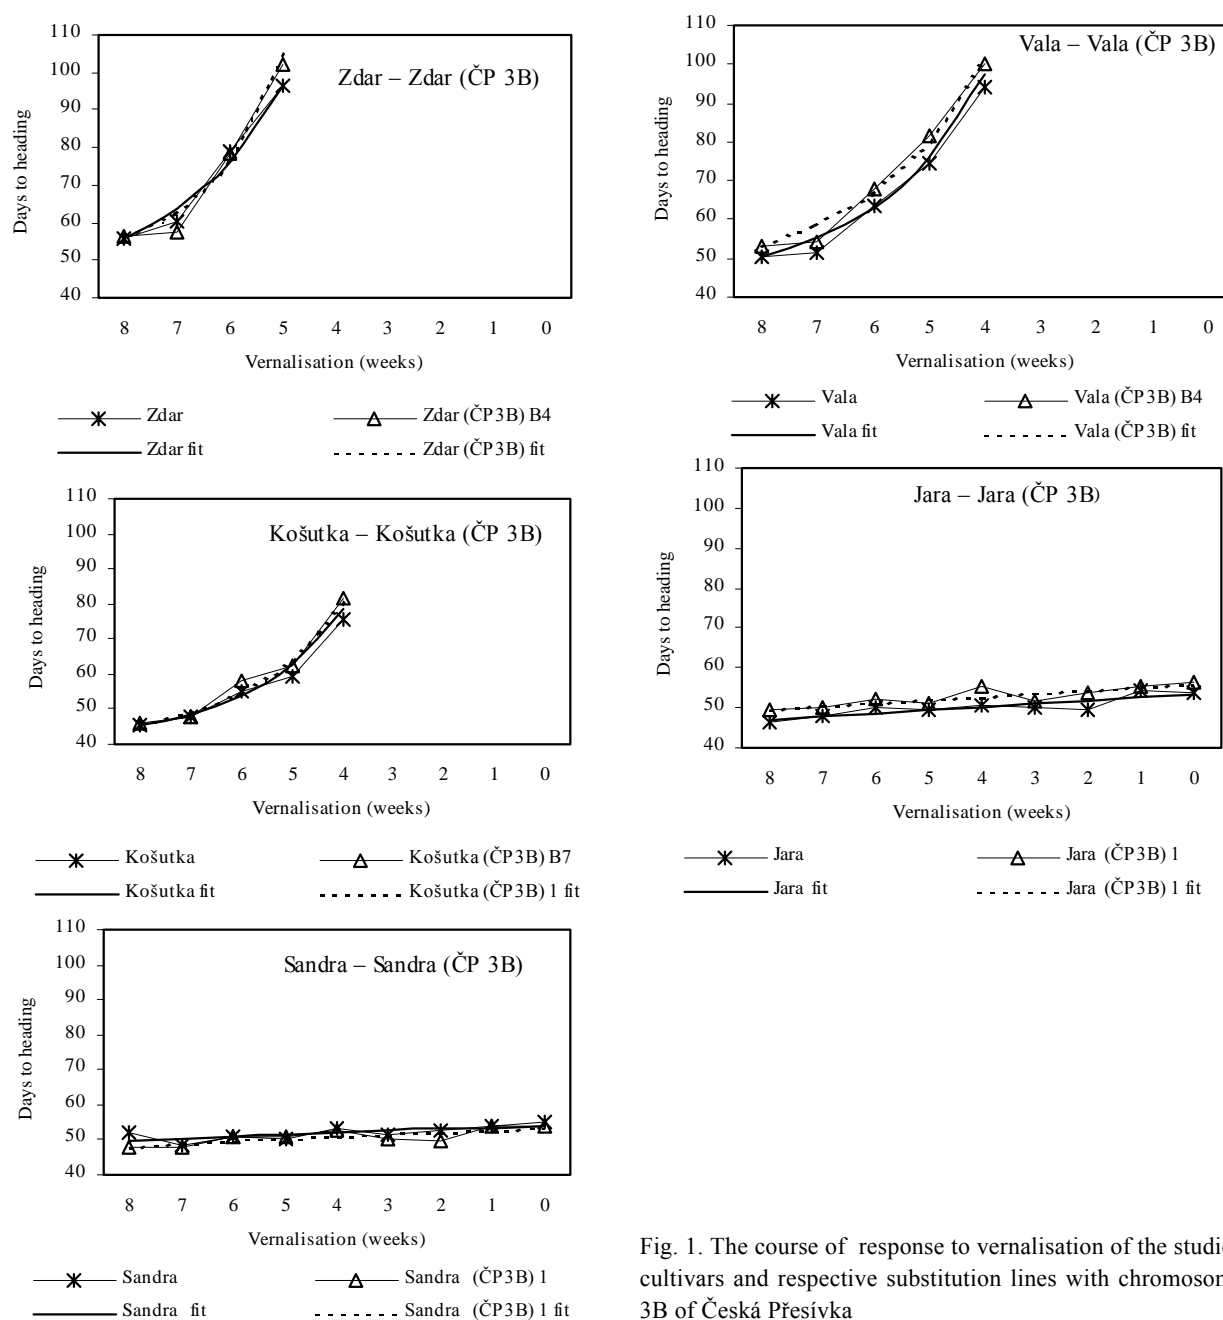 Zdar – Zdar (ČP 3B)
110
100
90
80
70
60
50
40
Days to heading
8 7 6 5 4 3 2 1 0
Vernalisation (weeks)
Zdar
Zdar (ČP3B) B4
Zdar fit
Zdar (ČP3B) fit
Vala – Vala (ČP 3B)
110
100
90
80
70
60
50
40
Days to heading
8 7 6 5 4 3 2 1 0
Vernalisation (weeks)
Vala
Vala (ČP3B) B4
Vala fit
Vala (ČP3B) fit
Košutka – Košutka (ČP 3B)
110
100
90
80
70
60
50
40
Days to heading
8 7 6 5 4 3 2 1 0
Vernalisation (weeks)
Košutka
Košutka (ČP3B) B7
Košutka fit
Košutka (ČP3B) 1 fit
Jara – Jara (ČP 3B)
110
100
90
80
70
60
50
40
Days to heading
8 7 6 5 4 3 2 1 0
Vernalisation (weeks)
Jara
Jara (ČP3B) 1
Jara fit
Jara (ČP3B) 1 fit
Sandra – Sandra (ČP 3B)
110
100
90
80
70
60
50
40
Days to heading
8 7 6 5 4 3 2 1 0
Vernalisation (weeks)
Sandra
Sandra (ČP3B) 1
Sandra fit
Sandra (ČP3B) 1 fit
Fig. 1. The course of response to vernalisation of the studie
cultivars and respective substitution lines with chromoson
3B of Česká Přesívka